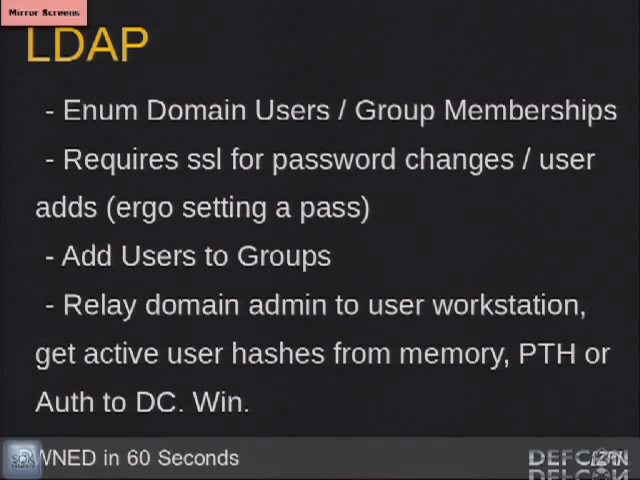 Mirror Screens
LDAP
- Enum Domain Users / Group Memberships
- Requires ssl for password changes / user
adds (ergo setting a pass)
- Add Users to Groups
- Relay domain admin to user workstation,
get active user hashes from memory, PTH or
Auth to DC. Win.
WNED in 60 Seconds
DEFCON